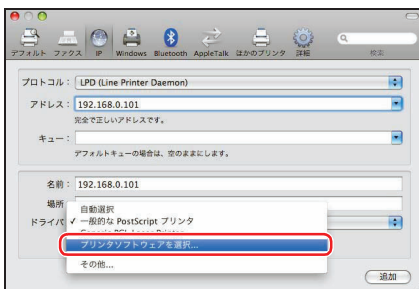 デフォルト ファクス IP Windows Bluetooth AppleTalk ほかのプリンタ 詳細 検索
プロトコル： LPD (Line Printer Daemon)
アドレス： 192.168.0.101
完全で正しいアドレスです。
キュー：
デフォルトキューの場合は、空のままにします。
名前： 192.168.0.101
場所
自動選択
ドライバ ✓ 一般的な PostScript プリンタ
Generic PCL Laser Printer
プリンタソフトウェアを選択...
その他...
追加